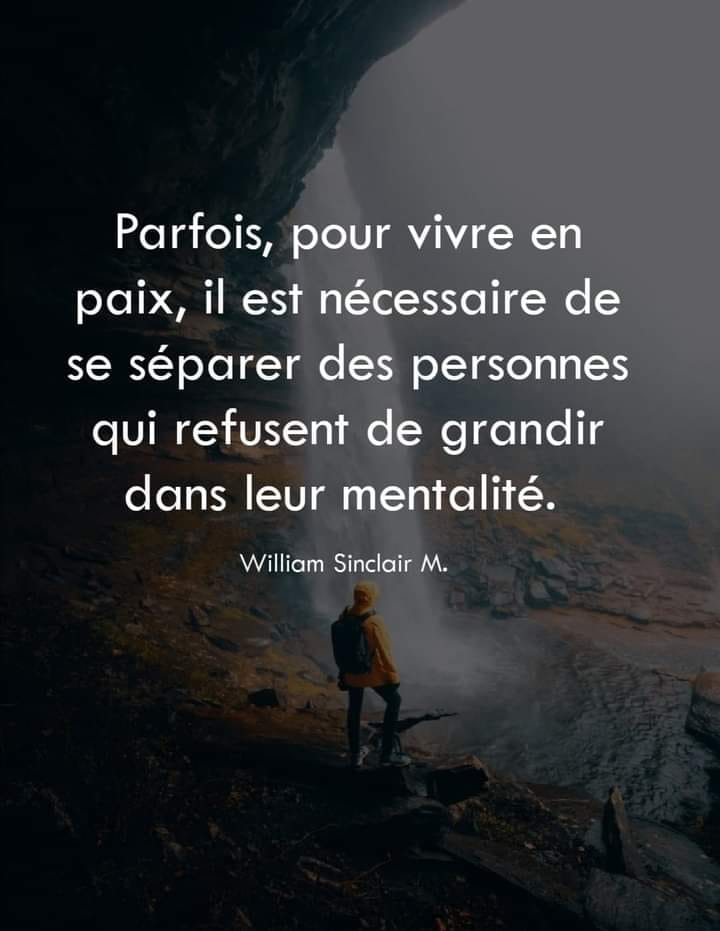 Parfois, pour vivre en
paix, il est nécessaire de
se séparer des personnes
qui refusent de grandir
dans leur mentalité.
William Sinclair M.